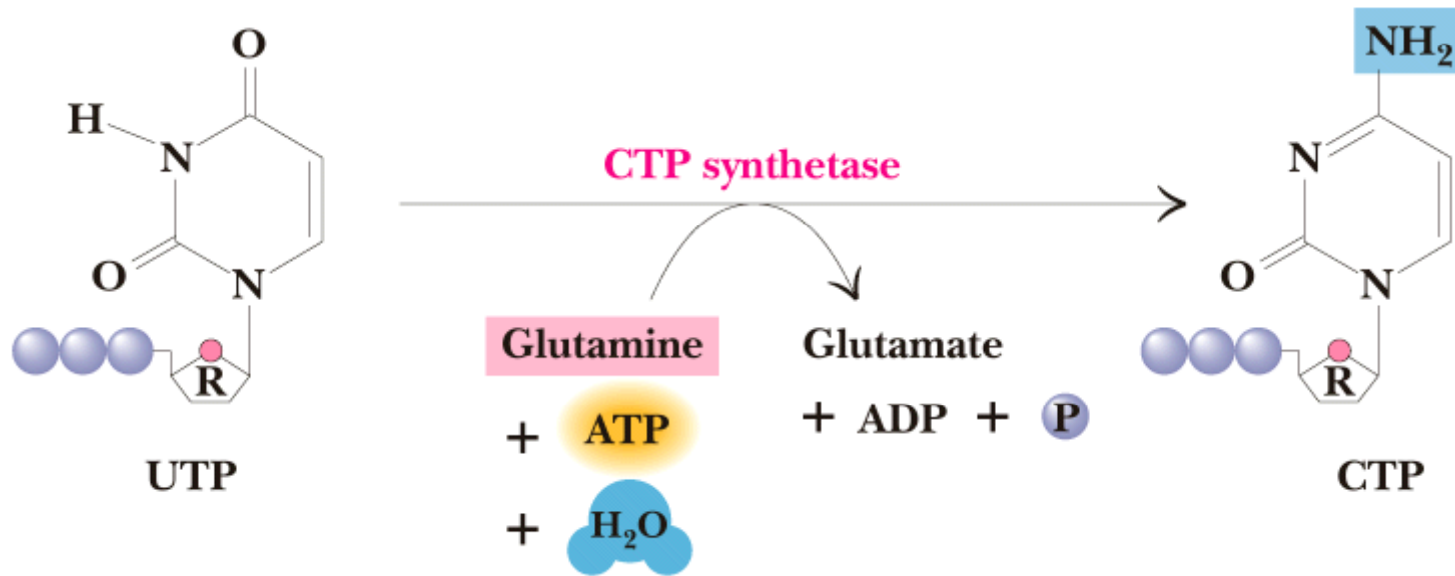 O
H
N
O
N
R
UTP
CTP synthetase
Glutamine
+ ATP
+ H₂O
Glutamate
+ ADP + P
NH₂
N
O
N
R
CTP